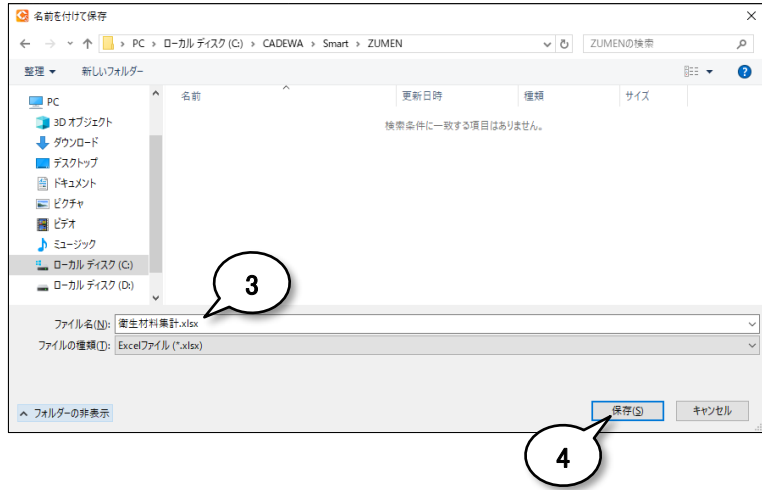 名前を付けて保存
PC › ローカル ディスク (C:) › CADEWA › Smart › ZUMEN
ZUMENの検索
整理 新しいフォルダー
名前 更新日時 種類 サイズ
検索条件に一致する項目はありません。
PC
3D オブジェクト
ダウンロード
デスクトップ
ドキュメント
ピクチャ
ビデオ
ミュージック
ローカル ディスク (C:)
ローカル ディスク (D:)
3
ファイル名(N): 衛生材料集計.xlsx
ファイルの種類(T): Excelファイル (*.xlsx)
フォルダーの非表示
保存(S) キャンセル
4